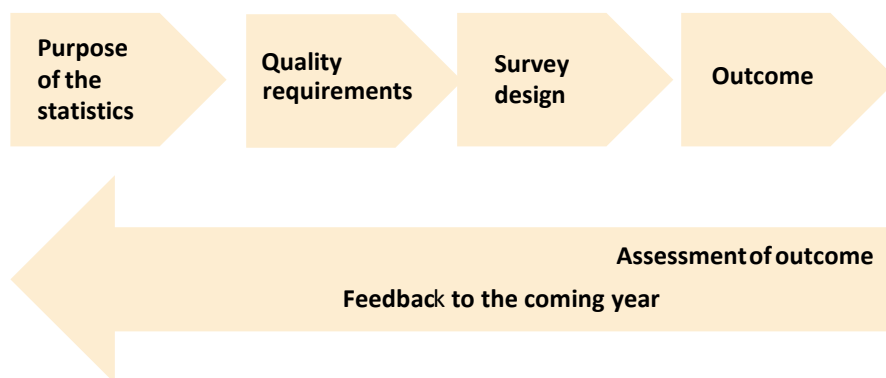 Purpose
of the
statistics
Quality
requirements
Survey
design
Outcome
Assessment of outcome
Feedback to the coming year